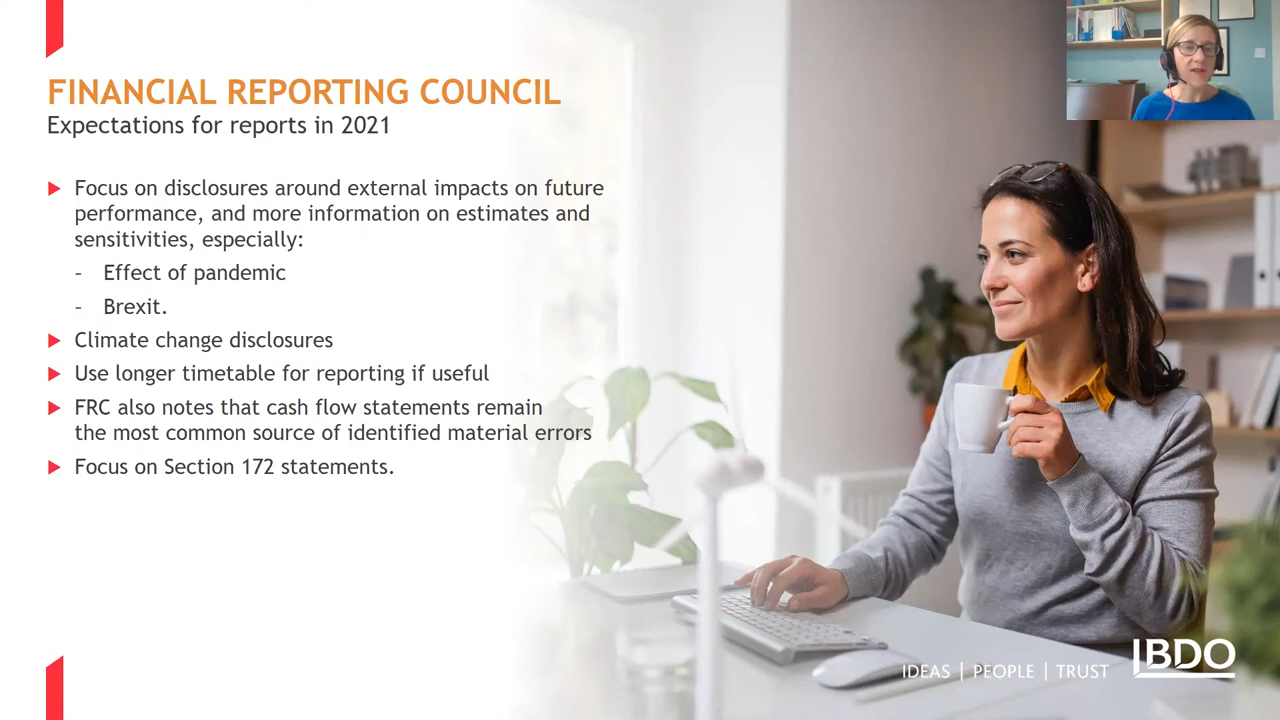 FINANCIAL REPORTING COUNCIL
Expectations for reports in 2021
Focus on disclosures around external impacts on future
performance, and more information on estimates and
sensitivities, especially:
- Effect of pandemic
- Brexit.
Climate change disclosures
Use longer timetable for reporting if useful
FRC also notes that cash flow statements remain
the most common source of identified material errors
Focus on Section 172 statements.
IDEAS | PEOPLE | TRUST
BDO